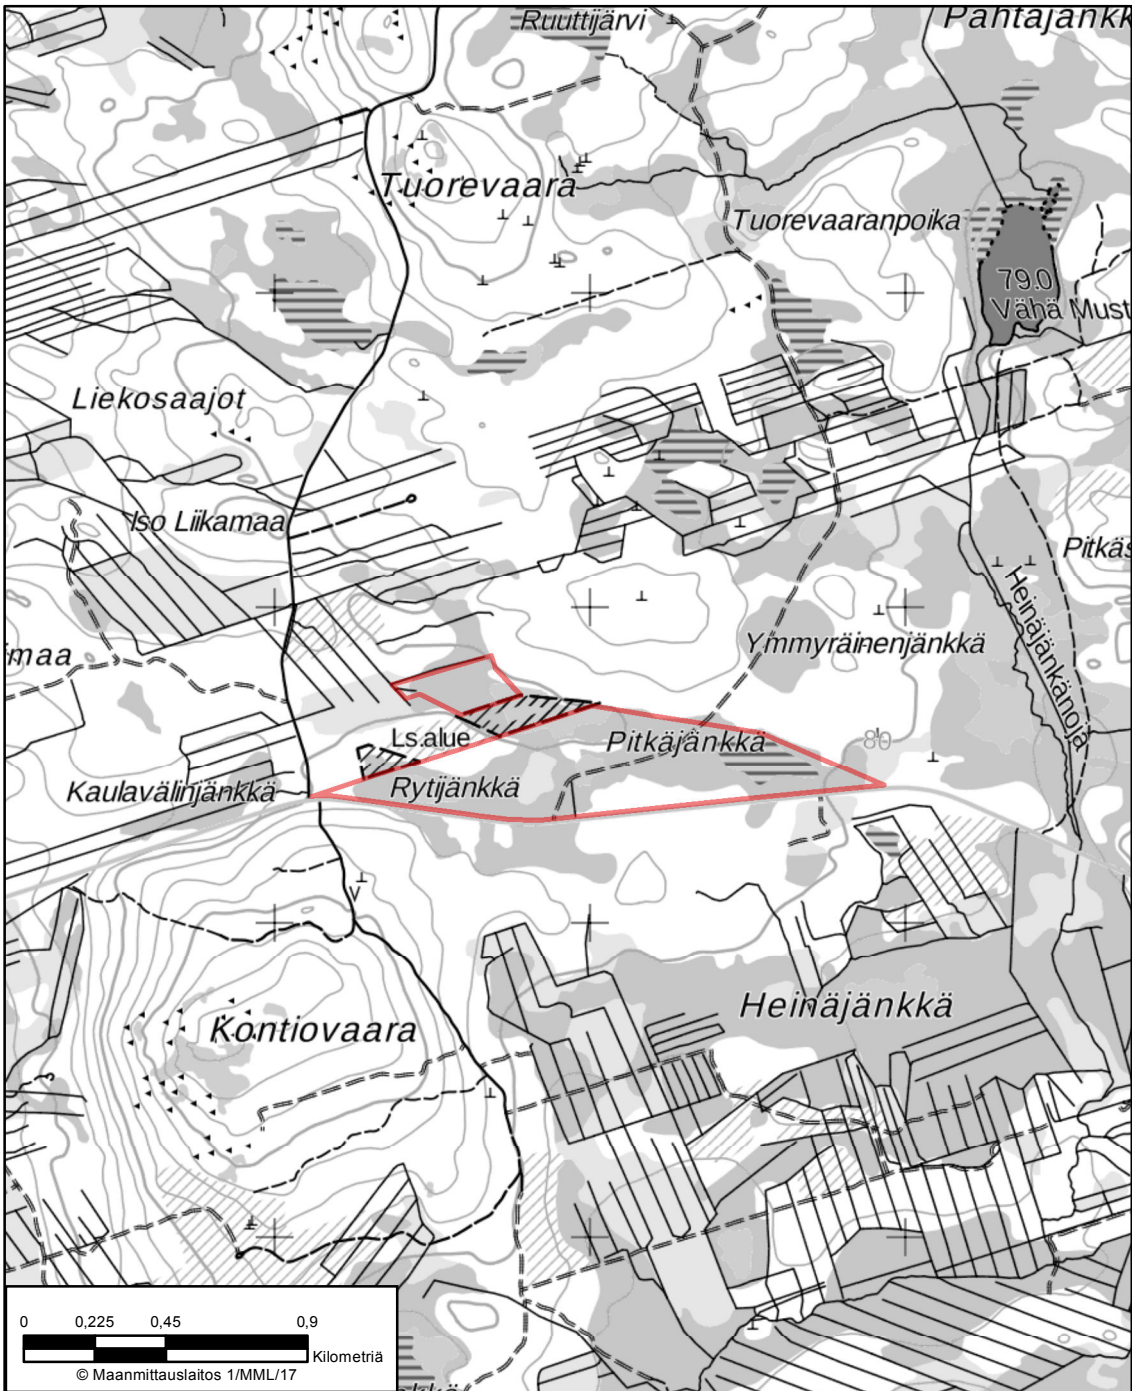 Ruuttijärvi
Pahtajänkk
Tuorevaara
Tuorevaaranpoika
79.0
Vähä Must
Liekosaajot
Iso Liikamaa
Pitkäs
Heinäjänkänoja
Ymmyräinenjänkkä
maa
Ls.alue
Pitkäjänkkä
80
Kaulavälinjänkkä
Rytijänkkä
V
Heinäjänkkä
Kontiovaara
0 0,225 0,45 0,9
Kilometriä
© Maanmittauslaitos 1/MML/17